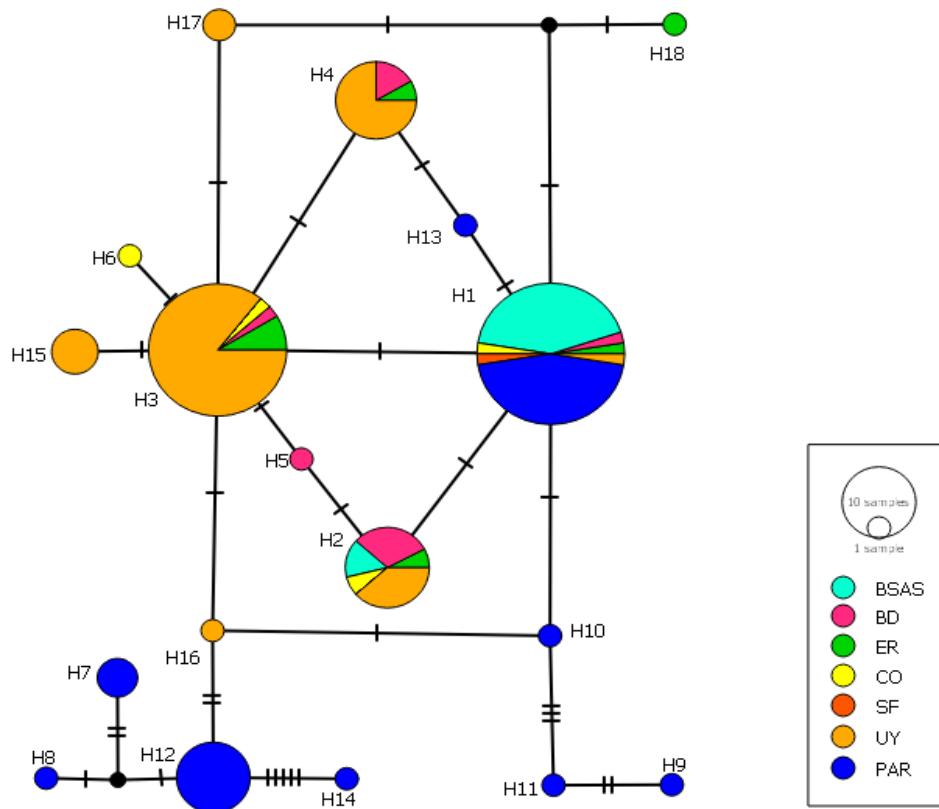 H17
H18
H4
H13
H6
H1
H15
H3
H5
H2
H10
H16
H7
H8
H12
H14
H11
H9
10 samples
1 sample
BSAS
BD
ER
CO
SF
UY
PAR